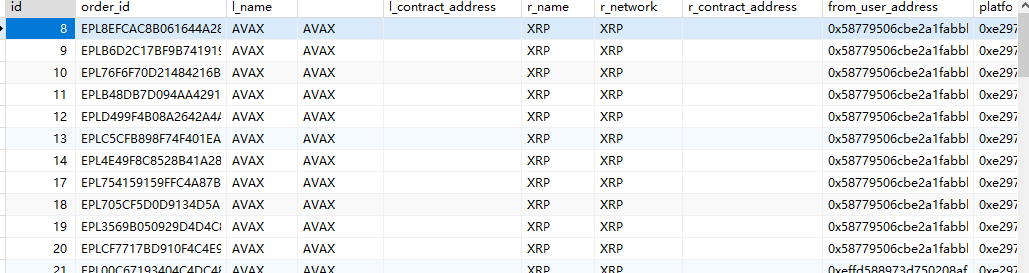 id order_id l_name l_contract_address r_name r_network r_contract_address from_user_address platfo
8 EPL8EFCAC8B061644A28 AVAX AVAX XRP XRP 0x58779506cbe2a1fabbl 0xe297
9 EPLB6D2C17BF9B741919 AVAX AVAX XRP XRP 0x58779506cbe2a1fabbl 0xe297
10 EPL76F6F70D21484216B AVAX AVAX XRP XRP 0x58779506cbe2a1fabbl 0xe297
11 EPLB48DB7D094AA4291 AVAX AVAX XRP XRP 0x58779506cbe2a1fabbl 0xe297
12 EPLD499F4B08A2642A4A AVAX AVAX XRP XRP 0x58779506cbe2a1fabbl 0xe297
13 EPLC5CFB898F74F401EA AVAX AVAX XRP XRP 0x58779506cbe2a1fabbl 0xe297
14 EPL4E49F8C8528B41A28 AVAX AVAX XRP XRP 0x58779506cbe2a1fabbl 0xe297
17 EPL754159159FFC4A87B AVAX AVAX XRP XRP 0x58779506cbe2a1fabbl 0xe297
18 EPL705CF5D0D9134D5A AVAX AVAX XRP XRP 0x58779506cbe2a1fabbl 0xe297
19 EPL3569B050929D4D4C8 AVAX AVAX XRP XRP 0x58779506cbe2a1fabbl 0xe297
20 EPLCF7717BD910F4C4E9 AVAX AVAX XRP XRP 0x58779506cbe2a1fabbl 0xe297
21 EPL00C67193404C4DC48 AVAX AVAX XRP XRP 0xeffd588973d750208af 0xe297